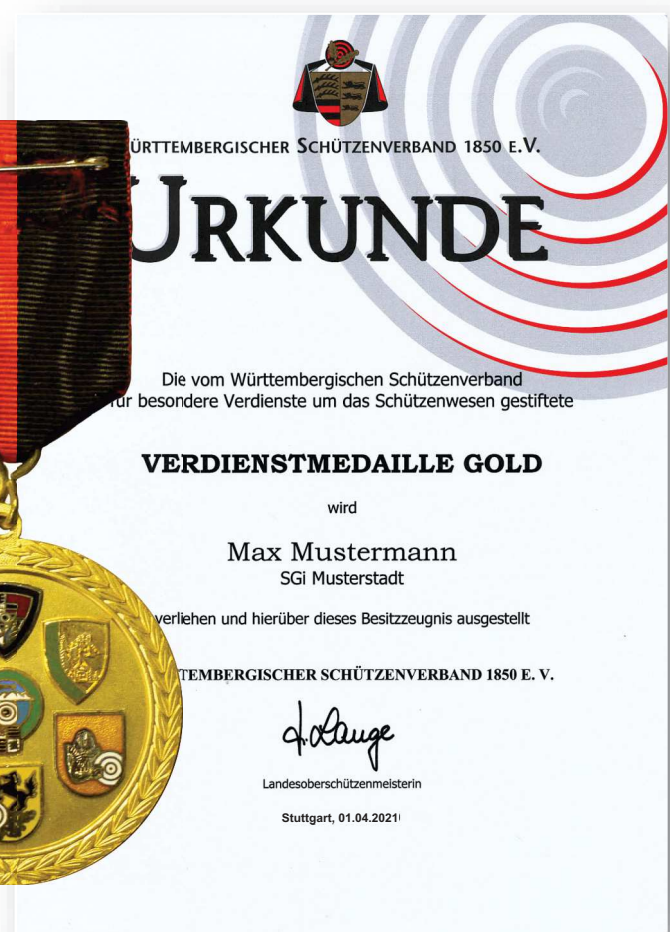 ÜRTTEMBERGISCHER SCHÜTZENVERBAND 1850 E.V.
URKUNDE
Die vom Württembergischen Schützenverband
für besondere Verdienste um das Schützenwesen gestiftete
VERDIENSTMEDAILLE GOLD
wird
Max Mustermann
SGi Musterstadt
verliehen und hierüber dieses Besitzzeugnis ausgestellt
TEMBERGISCHER SCHÜTZENVERBAND 1850 E. V.
Landesoberschützenmeisterin
Stuttgart, 01.04.2021